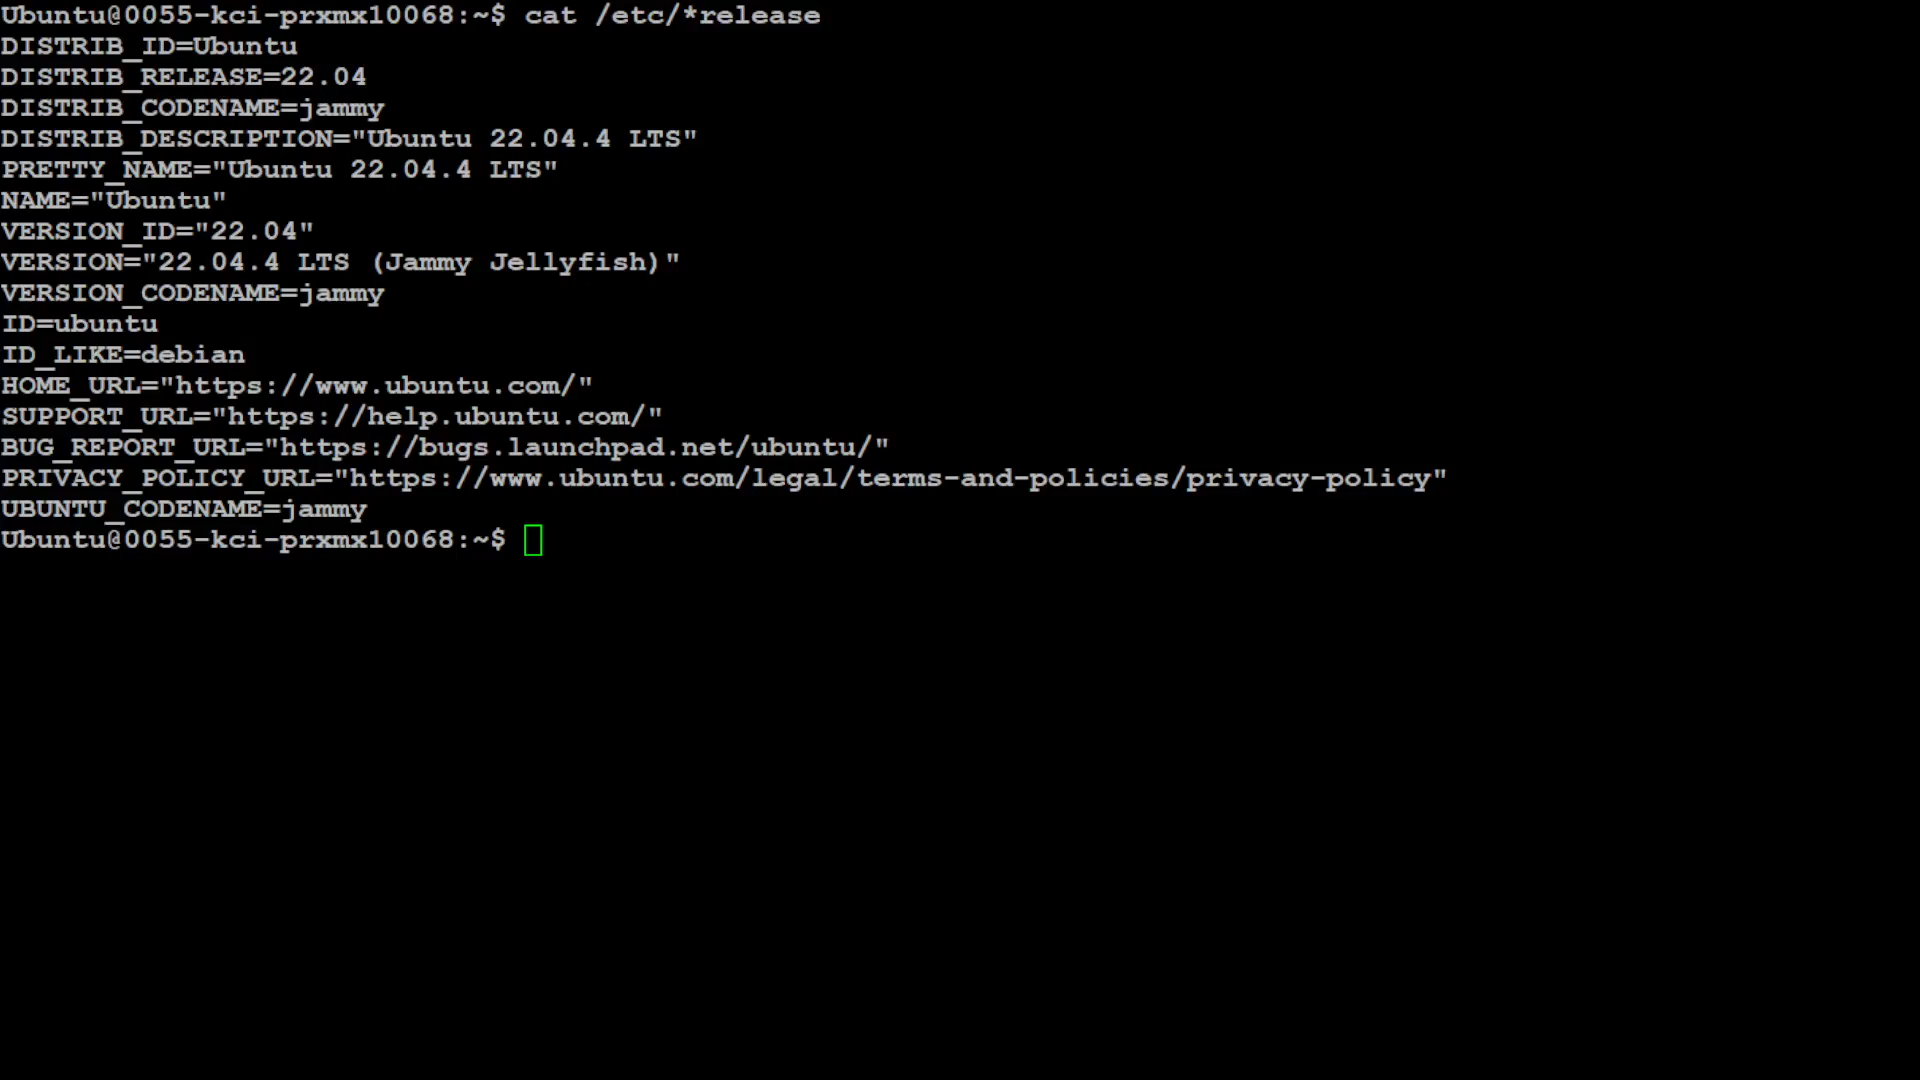 Ubuntu@0055-kci-prxmx10068:~$ cat /etc/*release
DISTRIB_ID=Ubuntu
DISTRIB_RELEASE=22.04
DISTRIB_CODENAME=jammy
DISTRIB_DESCRIPTION="Ubuntu 22.04.4 LTS"
PRETTY_NAME="Ubuntu 22.04.4 LTS"
NAME="Ubuntu"
VERSION_ID="22.04"
VERSION="22.04.4 LTS (Jammy Jellyfish)"
VERSION_CODENAME=jammy
ID=ubuntu
ID_LIKE=debian
HOME_URL="https://www.ubuntu.com/"
SUPPORT_URL="https://help.ubuntu.com/"
BUG_REPORT_URL="https://bugs.launchpad.net/ubuntu/"
PRIVACY_POLICY_URL="https://www.ubuntu.com/legal/terms-and-policies/privacy-policy"
UBUNTU_CODENAME=jammy
Ubuntu@0055-kci-prxmx10068:~$